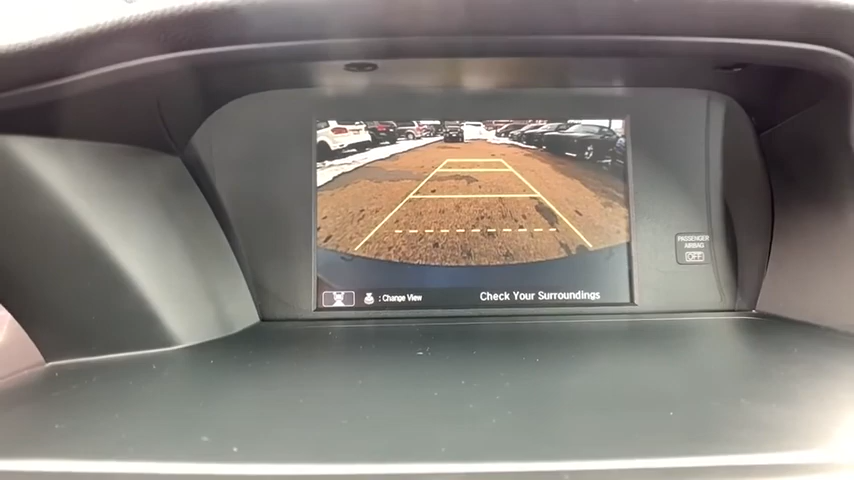 PASSENGER
AIRBAG
OFF
: Change View
Check Your Surroundings